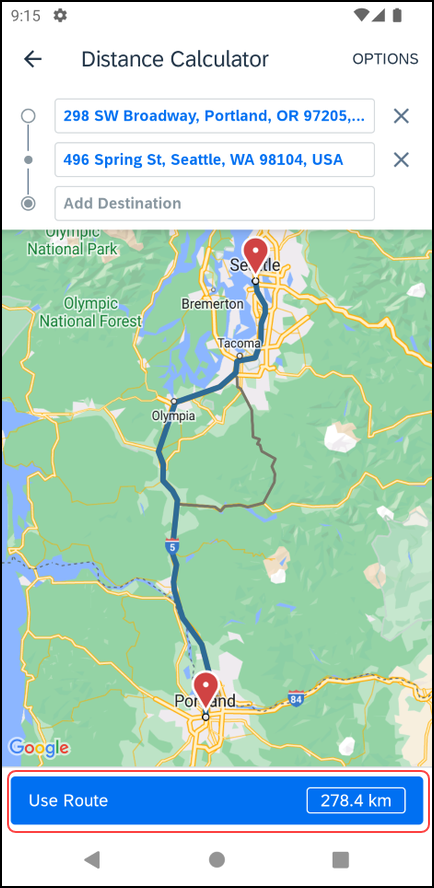 9:15
Distance Calculator
OPTIONS
298 SW Broadway, Portland, OR 97205,...
496 Spring St, Seattle, WA 98104, USA
Add Destination
Olympic
National Park
Seattle
Olympic
National Forest
Bremerton
Tacoma
Olympia
5
Portland
84
Google
Use Route
278.4 km